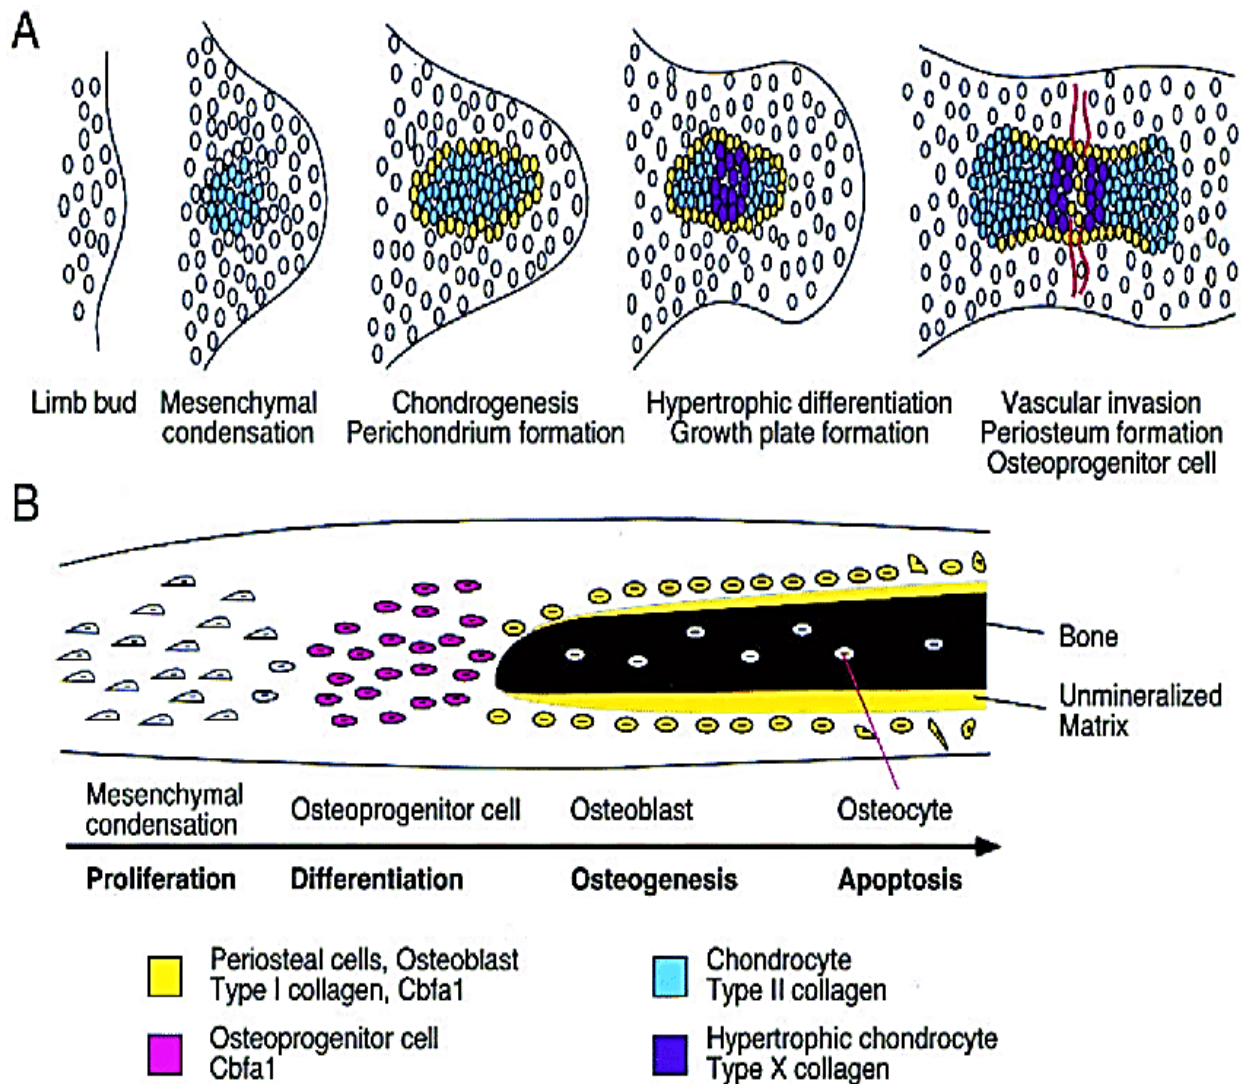 A
Limb bud
Mesenchymal
condensation
Chondrogenesis
Perichondrium formation
Hypertrophic differentiation
Growth plate formation
Vascular invasion
Periosteum formation
Osteoprogenitor cell
B
Bone
Unmineralized
Matrix
Mesenchymal
condensation
Osteoprogenitor cell
Osteoblast
Osteocyte
Proliferation
Differentiation
Osteogenesis
Apoptosis
Periosteal cells, Osteoblast
Type I collagen, Cbfa1
Osteoprogenitor cell
Cbfa1
Chondrocyte
Type II collagen
Hypertrophic chondrocyte
Type X collagen